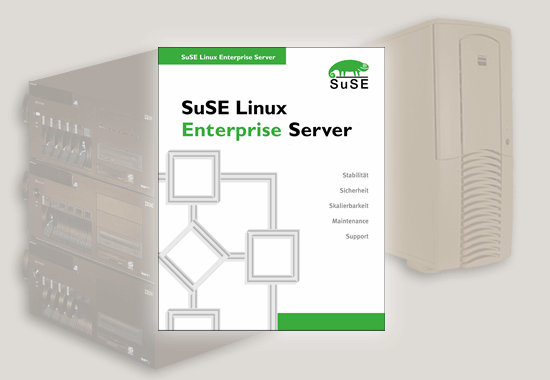 SuSE Linux Enterprise Server
SuSE
SuSE Linux
Enterprise Server
Stabilität
Sicherheit
Skalierbarkeit
Maintenance
Support